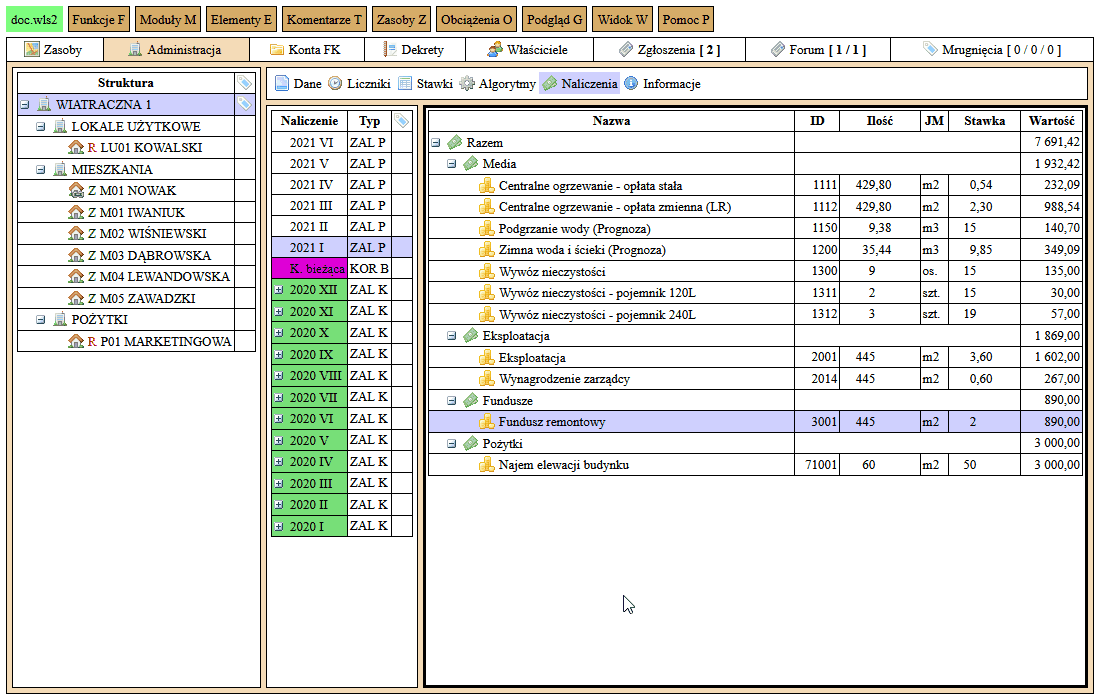 doc.wls2 Funkcje F Moduły M Elementy E Komentarze T Zasoby Z Obciążenia O Podgląd G Widok W Pomoc P
Zasoby Administracja Konta FK Dekrety Właściciele Zgłoszenia [ 2 ] Forum [ 1 / 1 ] Mrugnięcia [ 0 / 0 / 0 ]
Struktura
WIATRACZNA 1
LOKALE UŻYTKOWE
R LU01 KOWALSKI
MIESZKANIA
Z M01 NOWAK
Z M01 IWANIUK
Z M02 WIŚNIEWSKI
Z M03 DĄBROWSKA
Z M04 LEWANDOWSKA
Z M05 ZAWADZKI
POŻYTKI
R P01 MARKETINGOWA
Dane Liczniki Stawki Algorytmy Naliczenia Informacje
Naliczenie Typ
2021 VI ZAL P
2021 V ZAL P
2021 IV ZAL P
2021 III ZAL P
2021 II ZAL P
2021 I ZAL P
K. bieżąca KOR B
2020 XII ZAL K
2020 XI ZAL K
2020 X ZAL K
2020 IX ZAL K
2020 VIII ZAL K
2020 VII ZAL K
2020 VI ZAL K
2020 V ZAL K
2020 IV ZAL K
2020 III ZAL K
2020 II ZAL K
2020 I ZAL K
Nazwa ID Ilość JM Stawka Wartość
Razem 7 691,42
Media 1 932,42
Centralne ogrzewanie - opłata stała 1111 429,80 m2 0,54 232,09
Centralne ogrzewanie - opłata zmienna (LR) 1112 429,80 m2 2,30 988,54
Podgrzanie wody (Prognoza) 1150 9,38 m3 15 140,70
Zimna woda i ścieki (Prognoza) 1200 35,44 m3 9,85 349,09
Wywóz nieczystości 1300 9 os. 15 135,00
Wywóz nieczystości - pojemnik 120L 1311 2 szt. 15 30,00
Wywóz nieczystości - pojemnik 240L 1312 3 szt. 19 57,00
Eksploatacja 1 869,00
Eksploatacja 2001 445 m2 3,60 1 602,00
Wynagrodzenie zarządcy 2014 445 m2 0,60 267,00
Fundusze 890,00
Fundusz remontowy 3001 445 m2 2 890,00
Pożytki 3 000,00
Najem elewacji budynku 71001 60 m2 50 3 000,00